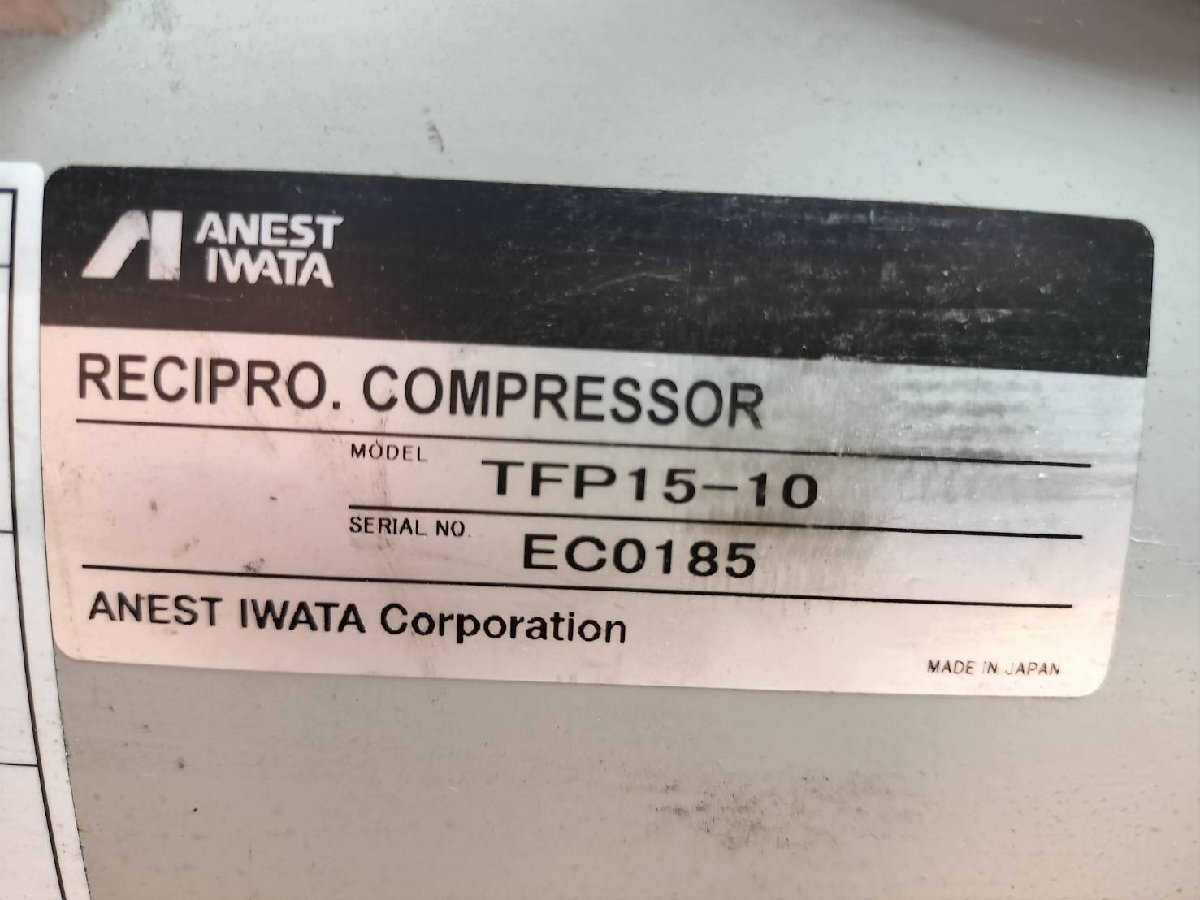 ANEST
IWATA
RECIPRO. COMPRESSOR
MODEL TFP15-10
SERIAL NO. EC0185
ANEST IWATA Corporation
MADE IN JAPAN